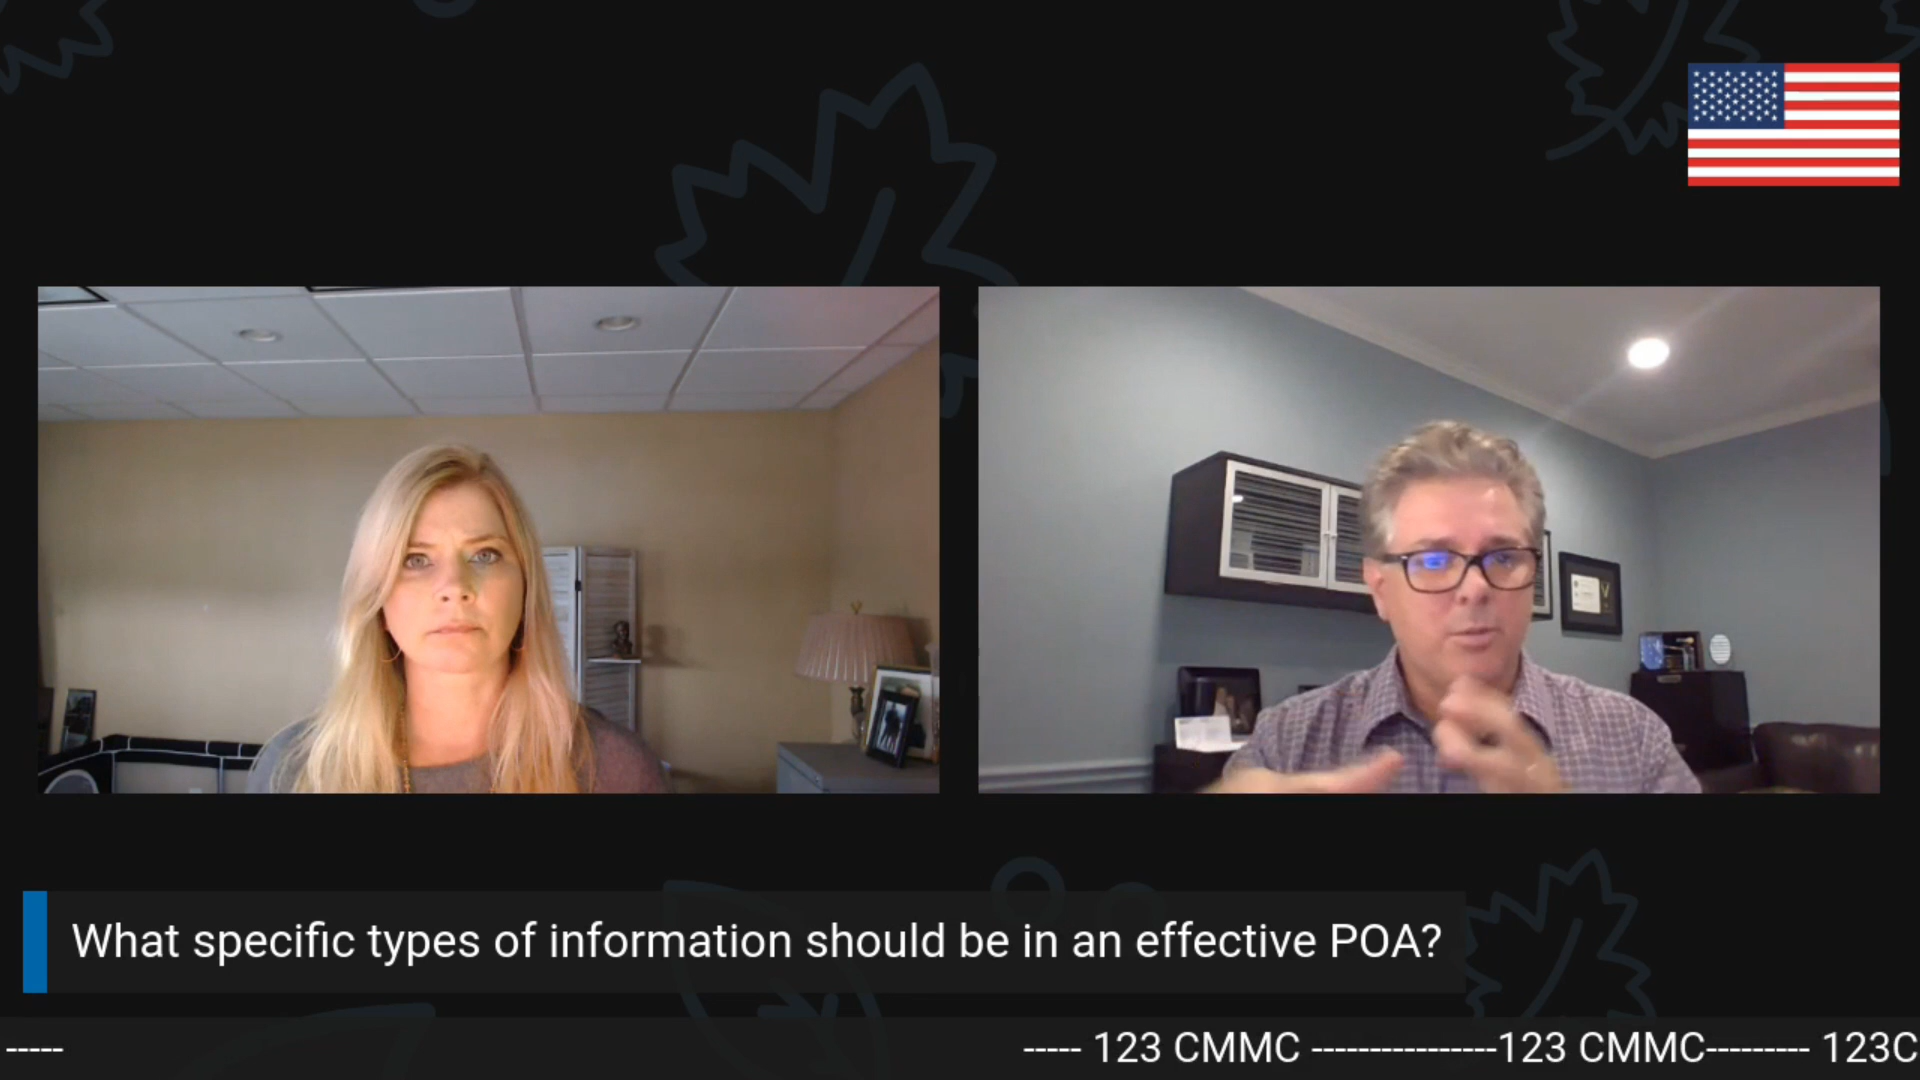 What specific types of information should be in an effective POA?
----- ----- 123 CMMC ----------------123 CMMC--------- 123C